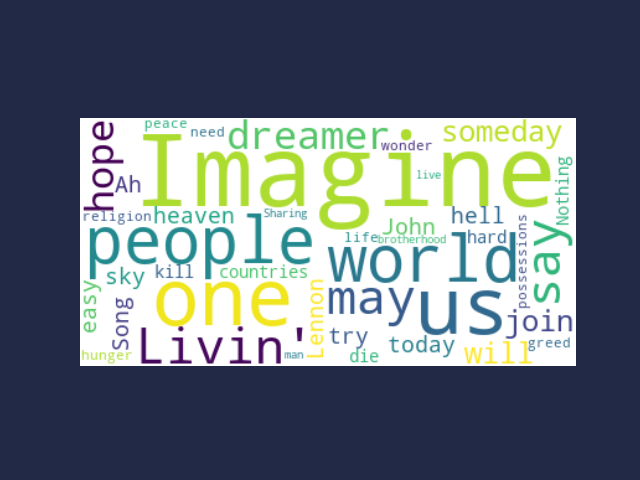 peace
need
dreamer
wonder
someday
hope
Imagine
Ah
live
Nothing
religion
heaven
Sharing
John
hell
people
life
brotherhood
hard
world
possessions
say
sky
kill
countries
easy
Song
one
Lennon
may
us
join
Livin'
try
today
will
greed
hunger
man
die